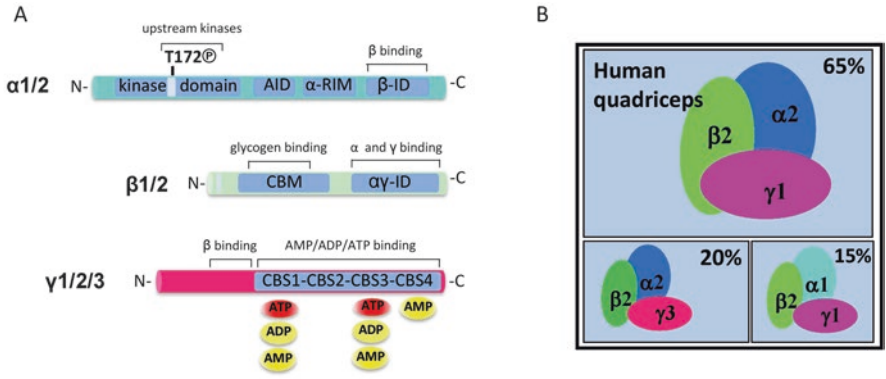 A
upstream kinases
T172Ⓟ
β binding
α1/2
N-
kinase domain AID α-RIM β-ID
-C
glycogen binding
α and γ binding
β1/2
N-
CBM αγ-ID
-C
β binding
AMP/ADP/ATP binding
γ1/2/3
N-
CBS1-CBS2-CBS3-CBS4
-C
ATP ATP AMP
ADP ADP
AMP AMP
B
Human
quadriceps
65%
β2 α2
γ1
20%
β2 α2
γ3
15%
β2 α1
γ1